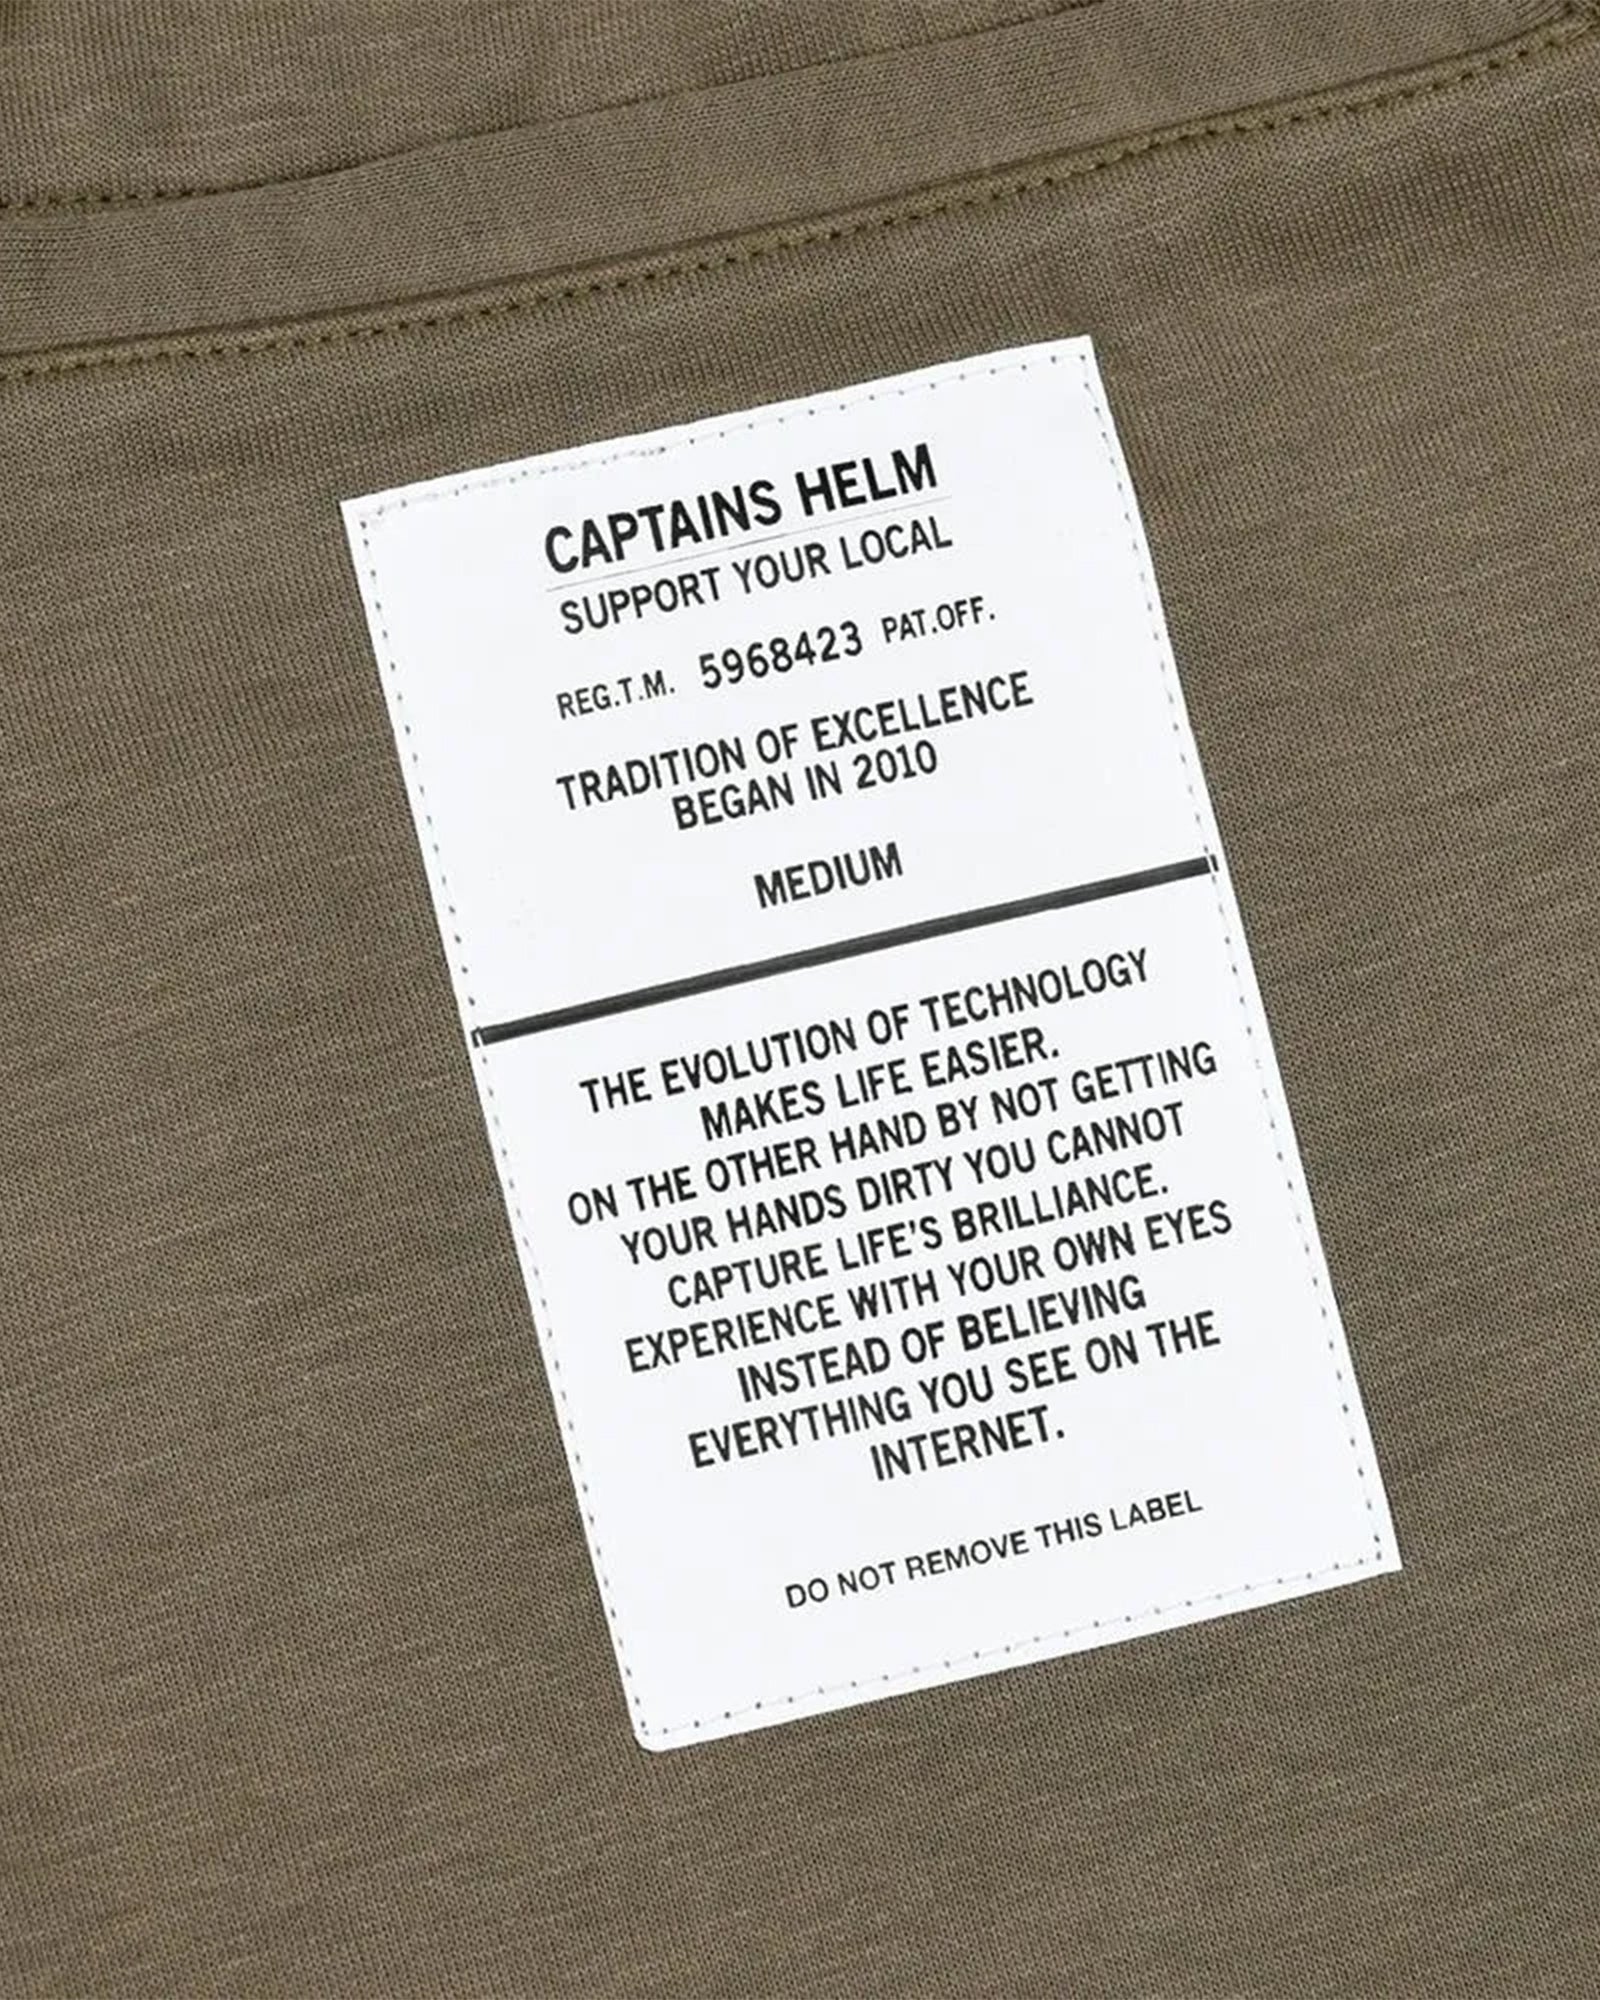 CAPTAINS HELM
SUPPORT YOUR LOCAL
REG.T.M. 5968423 PAT.OFF.
TRADITION OF EXCELLENCE
BEGAN IN 2010
MEDIUM
THE EVOLUTION OF TECHNOLOGY
MAKES LIFE EASIER.
ON THE OTHER HAND BY NOT GETTING
YOUR HANDS DIRTY YOU CANNOT
CAPTURE LIFE'S BRILLIANCE.
EXPERIENCE WITH YOUR OWN EYES
INSTEAD OF BELIEVING
EVERYTHING YOU SEE ON THE
INTERNET.
DO NOT REMOVE THIS LABEL